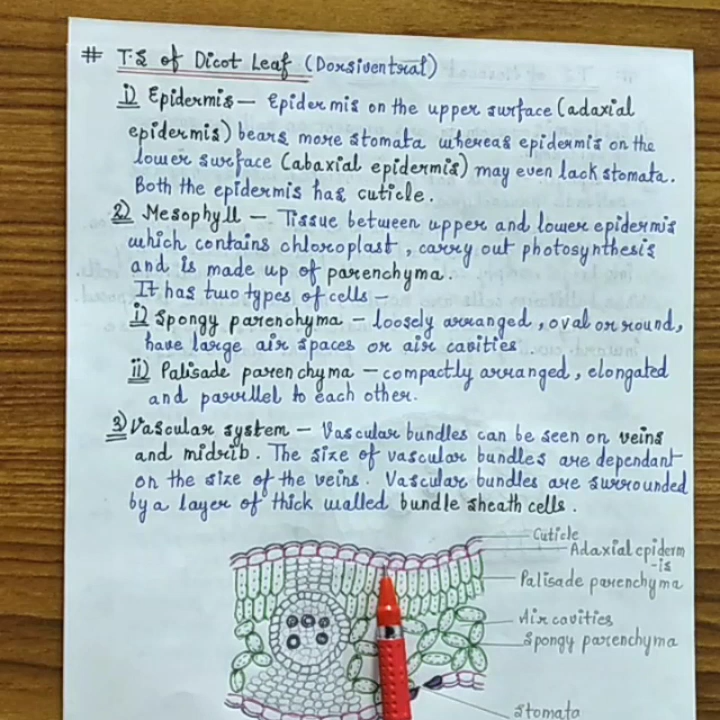 # T.S of Dicot Leaf (Dorsiventral)
1) Epidermis – Epidermis on the upper surface (adaxial
epidermis) bears more stomata whereas epidermis on the
lower surface (abaxial epidermis) may even lack stomata.
Both the epidermis has cuticle.
2) Mesophyll – Tissue between upper and lower epidermis
which contains chloroplast, carry out photosynthesis
and is made up of parenchyma.
It has two types of cells –
i) Spongy parenchyma – loosely arranged, oval or round,
have large air spaces or air cavities
ii) Palisade parenchyma – compactly arranged, elongated
and parallel to each other.
3) Vascular system – Vascular bundles can be seen on veins
and midrib. The size of vascular bundles are dependant
on the size of the veins. Vascular bundles are surrounded
by a layer of thick walled bundle sheath cells.
Cuticle
Adaxial epiderm
-is
Palisade parenchyma
Air cavities
Spongy parenchyma
Stomata